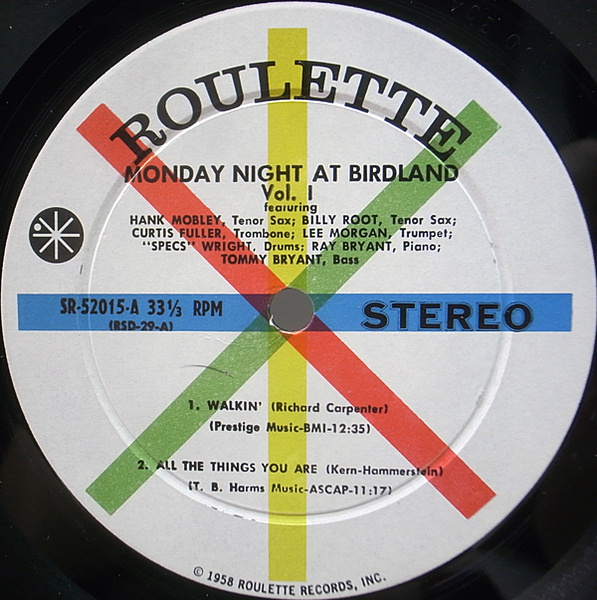 ROULETTE
MONDAY NIGHT AT BIRDLAND
Vol. I
featuring
HANK MOBLEY, Tenor Sax; BILLY ROOT, Tenor Sax;
CURTIS FULLER, Trombone; LEE MORGAN, Trumpet;
"SPECS" WRIGHT, Drums; RAY BRYANT, Piano;
TOMMY BRYANT, Bass
SR-52015-A 33⅓ RPM
(RSD-29-A)
STEREO
1. WALKIN' (Richard Carpenter)
(Prestige Music-BMI-12:35)
2. ALL THE THINGS YOU ARE (Kern-Hammerstein)
(T. B. Harms Music-ASCAP-11:17)
© 1958 ROULETTE RECORDS, INC.